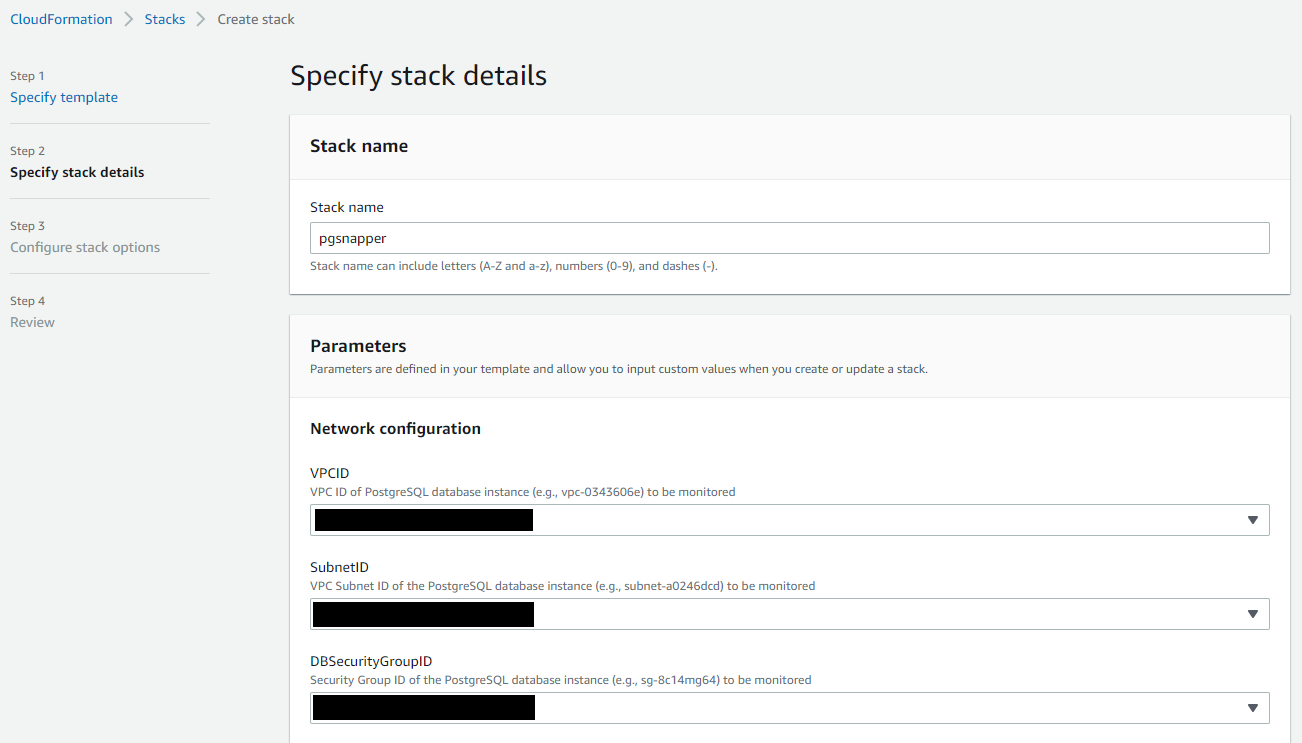 CloudFormation > Stacks > Create stack
Step 1
Specify template
Step 2
Specify stack details
Step 3
Configure stack options
Step 4
Review
Specify stack details
Stack name
Stack name
pgsnapper
Stack name can include letters (A-Z and a-z), numbers (0-9), and dashes (-).
Parameters
Parameters are defined in your template and allow you to input custom values when you create or update a stack.
Network configuration
VPCID
VPC ID of PostgreSQL database instance (e.g., vpc-0343606e) to be monitored
SubnetID
VPC Subnet ID of the PostgreSQL database instance (e.g., subnet-a0246dcd) to be monitored
DBSecurityGroupID
Security Group ID of the PostgreSQL database instance (e.g., sg-8c14mg64) to be monitored